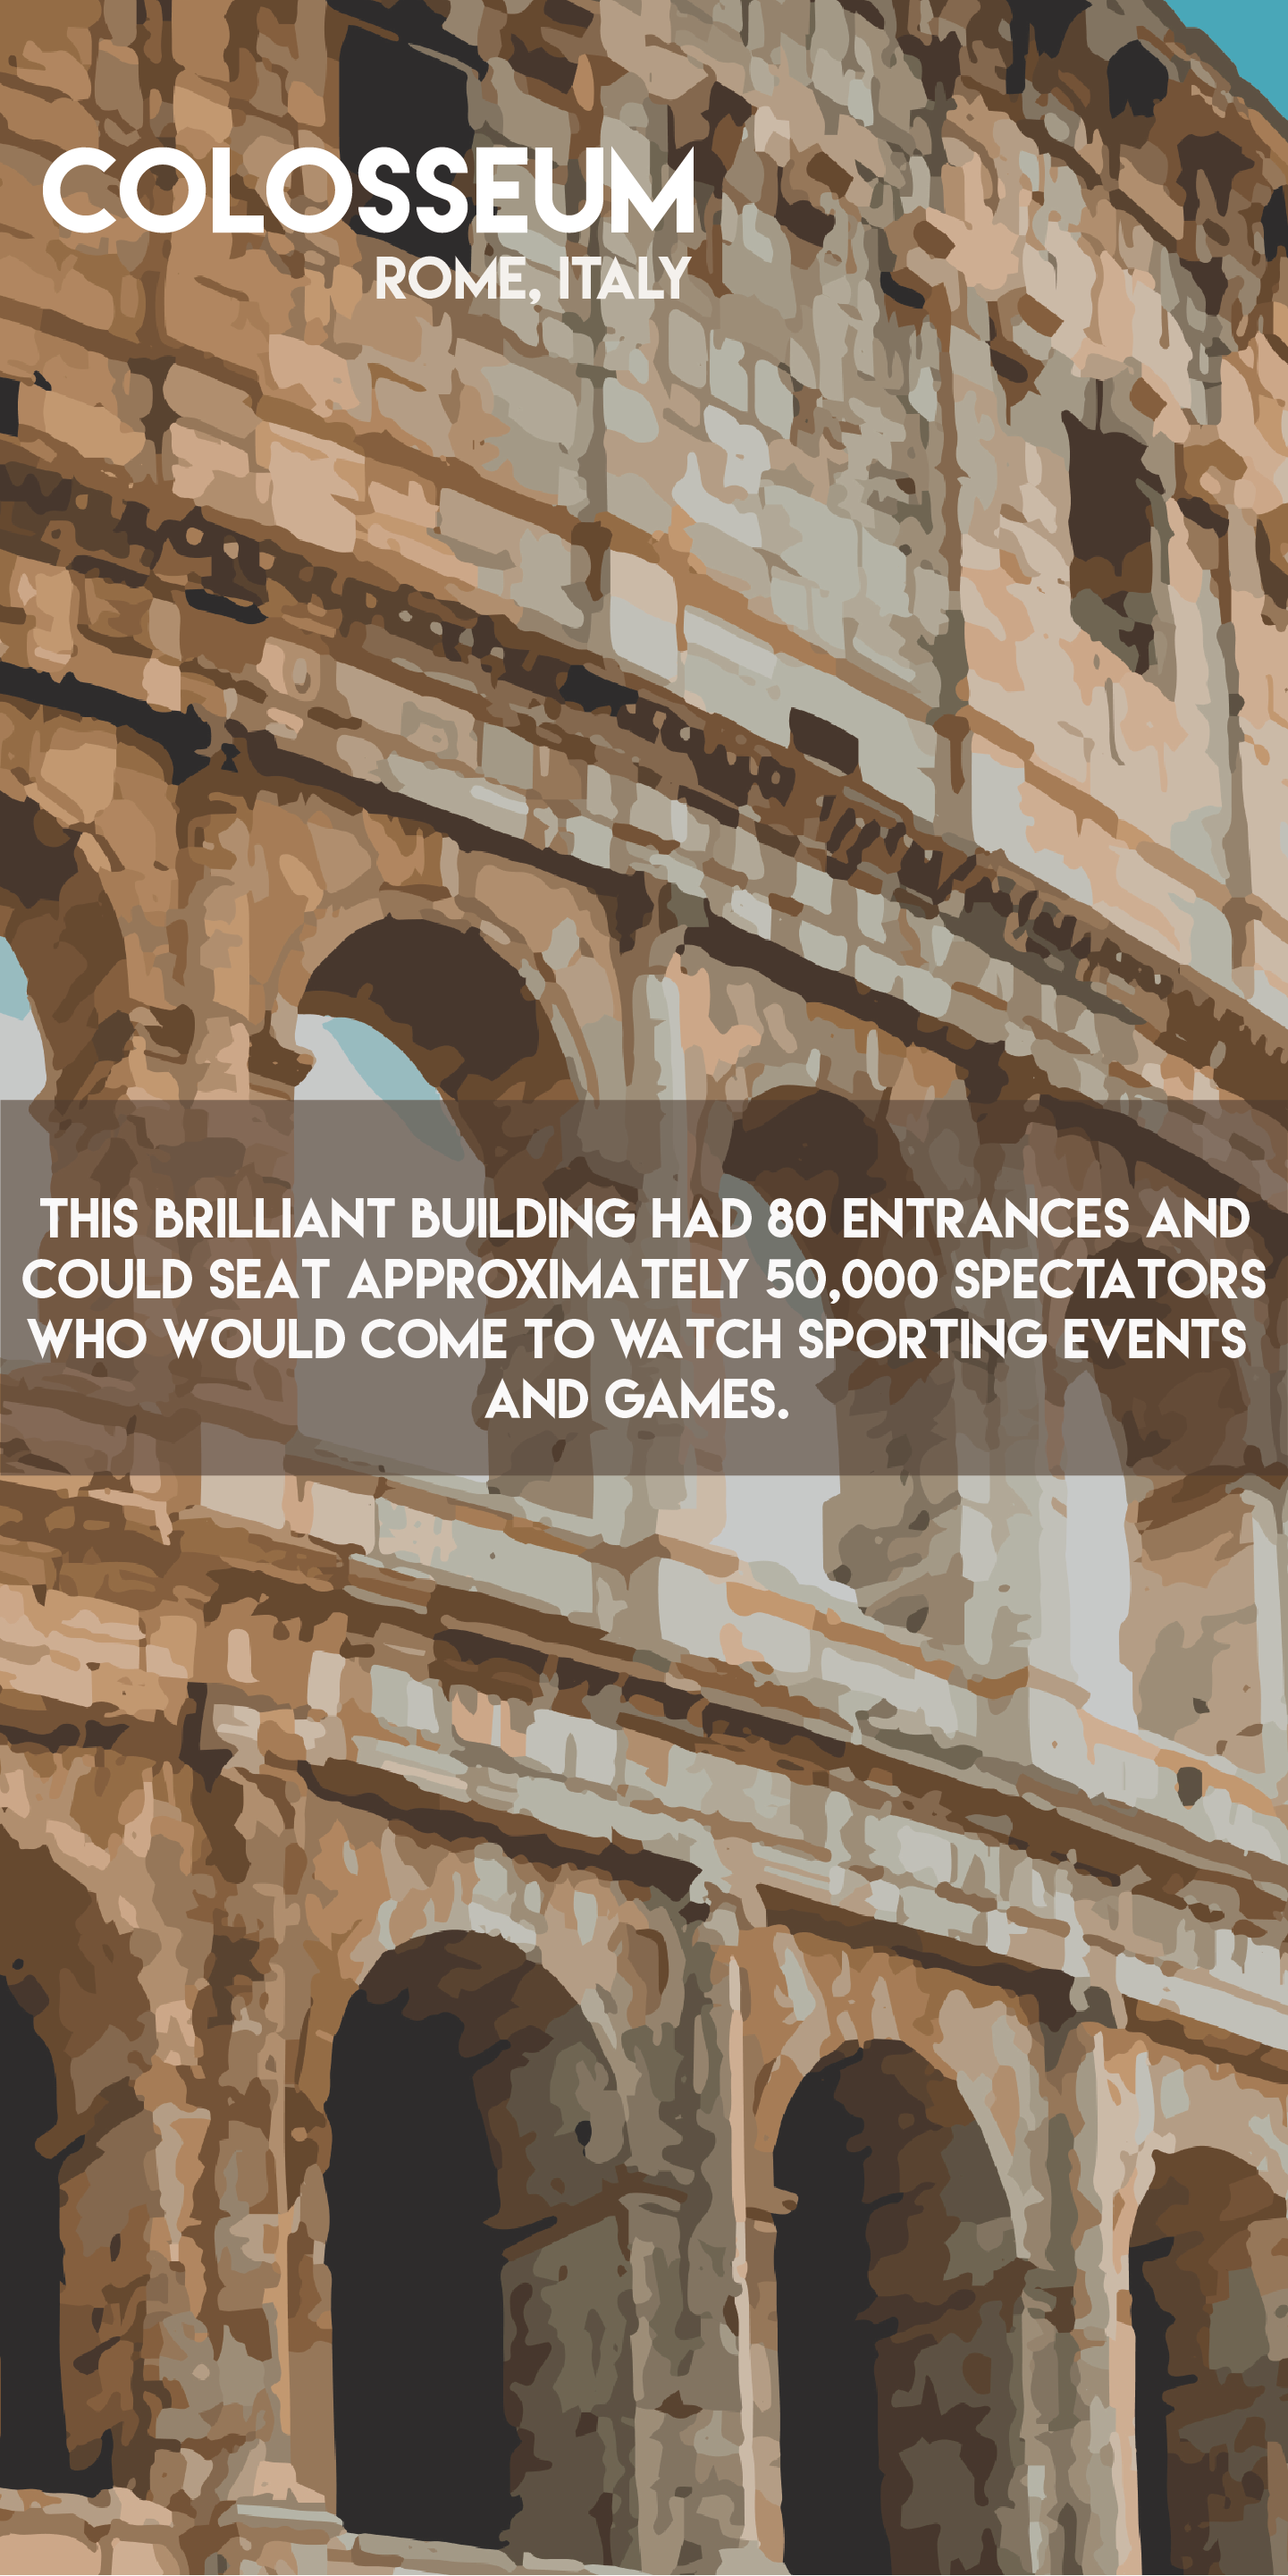 COLOSSEUM
ROME, ITALY
THIS BRILLIANT BUILDING HAD 80 ENTRANCES AND
COULD SEAT APPROXIMATELY 50,000 SPECTATORS
WHO WOULD COME TO WATCH SPORTING EVENTS
AND GAMES.